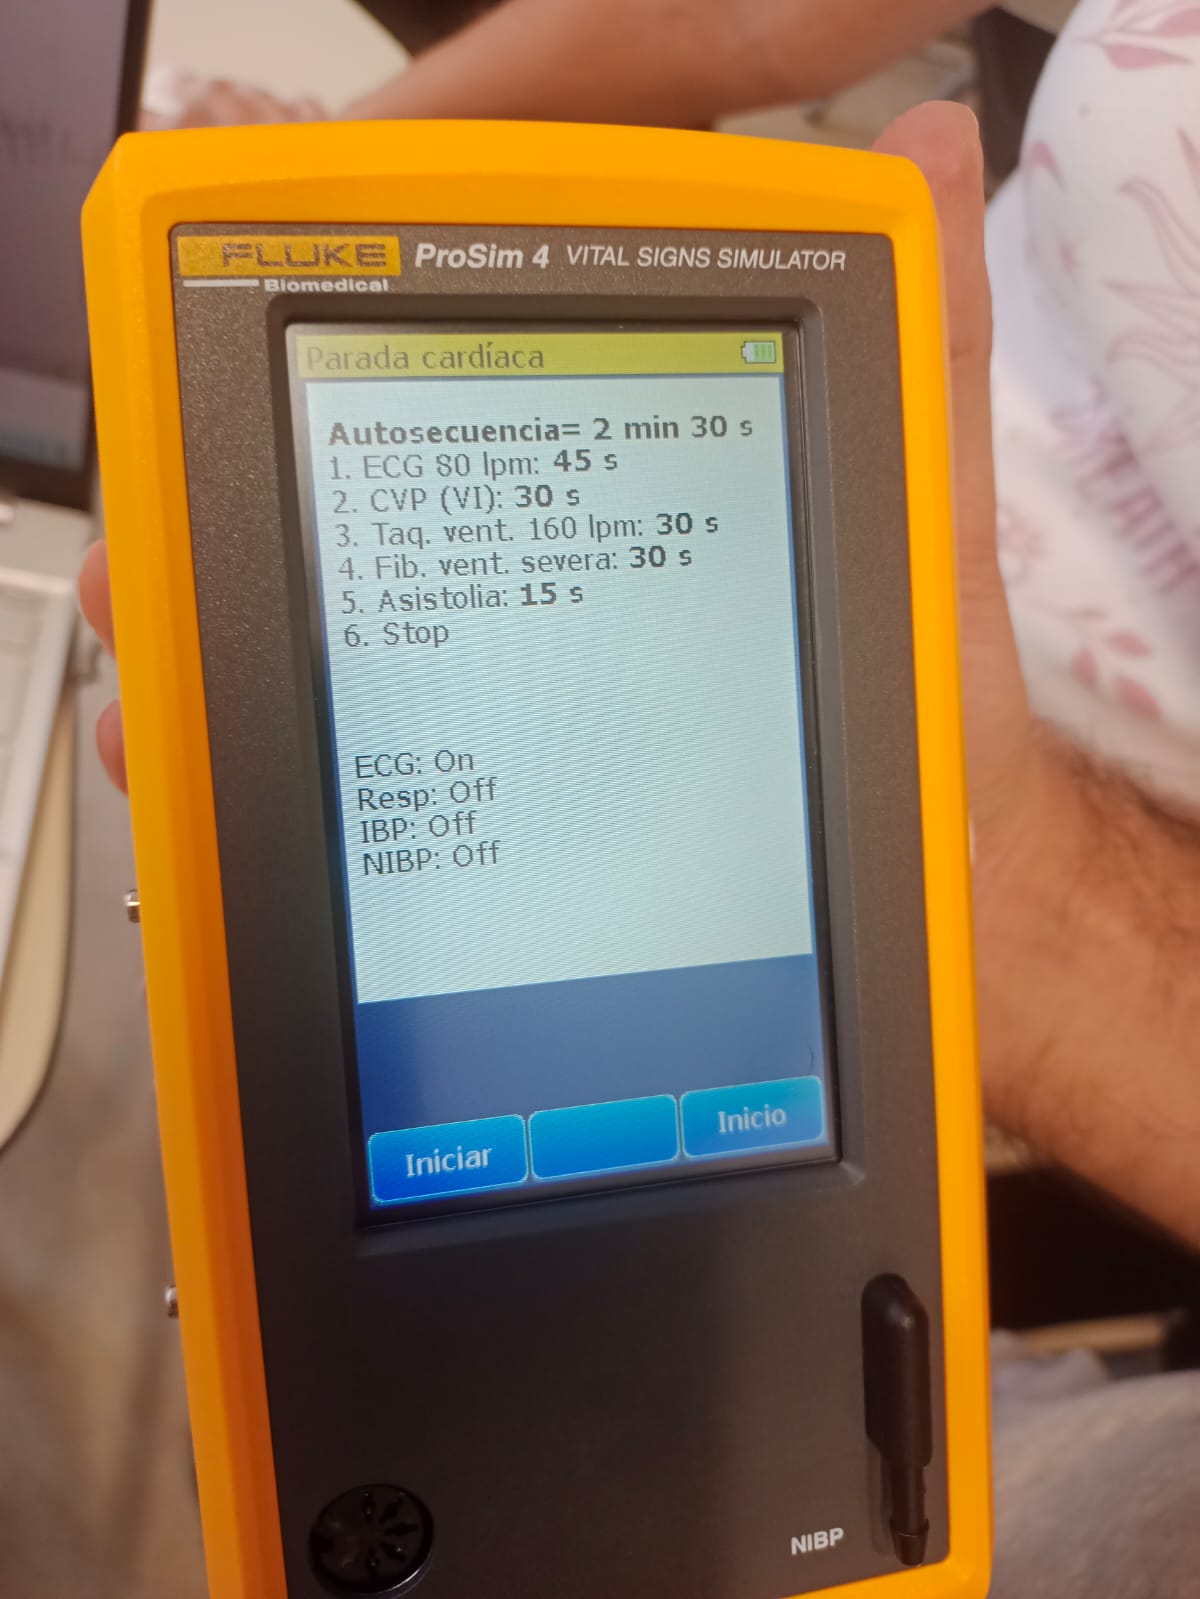 FLUKE
Biomedical
ProSim 4 VITAL SIGNS SIMULATOR
Parada cardíaca
Autosecuencia= 2 min 30 s
1. ECG 80 lpm: 45 s
2. CVP (VI): 30 s
3. Taq. vent. 160 lpm: 30 s
4. Fib. vent. severa: 30 s
5. Asistolia: 15 s
6. Stop
ECG: On
Resp: Off
IBP: Off
NIBP: Off
Iniciar
Inicio
NIBP